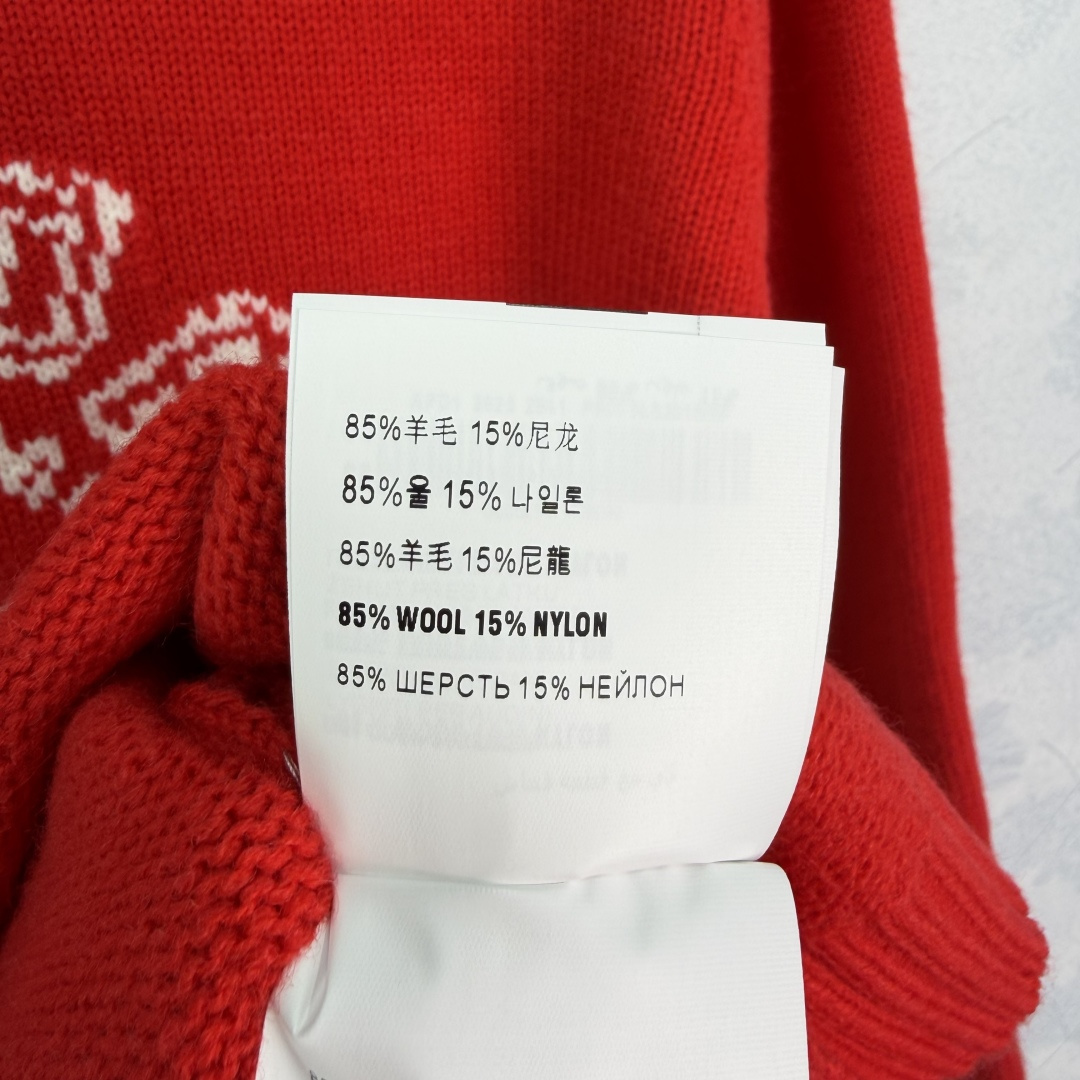 85%羊毛 15%尼龙
85%울 15% 나일론
85%羊毛 15%尼龍
85% WOOL 15% NYLON
85% ШЕРСТЬ 15% НЕЙЛОН